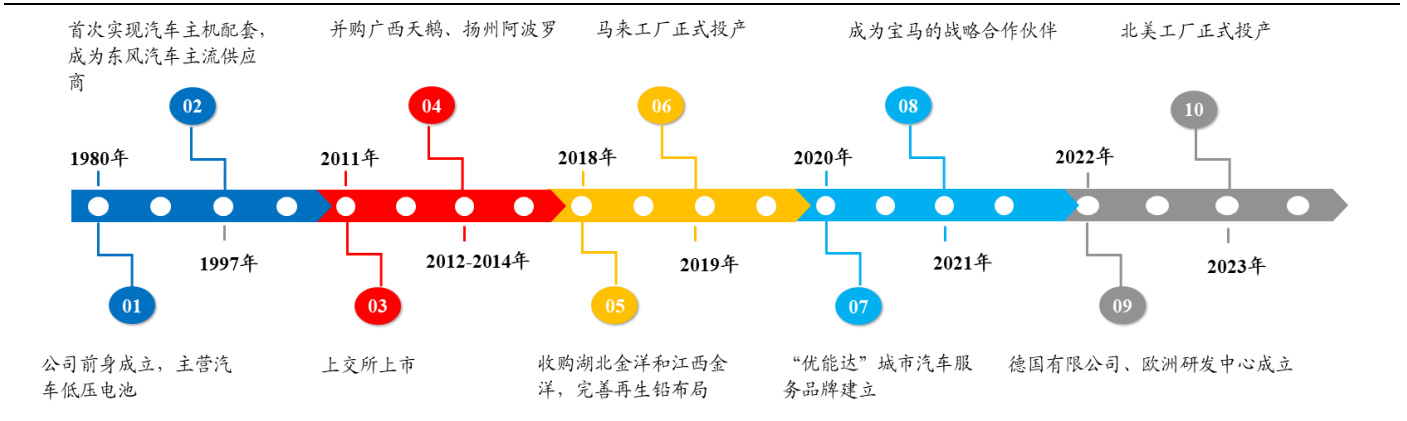 首次实现汽车主机配套，
成为东风汽车主流供应
商
并购广西天鹅、扬州阿波罗
马来工厂正式投产
成为宝马的战略合作伙伴
北美工厂正式投产
02
04
06
08
10
1980年
2011年
2018年
2020年
2022年
1997年
2012-2014年
2019年
2021年
2023年
01
03
05
07
09
公司前身成立，主营汽
车低压电池
上交所上市
收购湖北金洋和江西金
洋，完善再生铅布局
“优能达”城市汽车服
务品牌建立
德国有限公司、欧洲研发中心成立